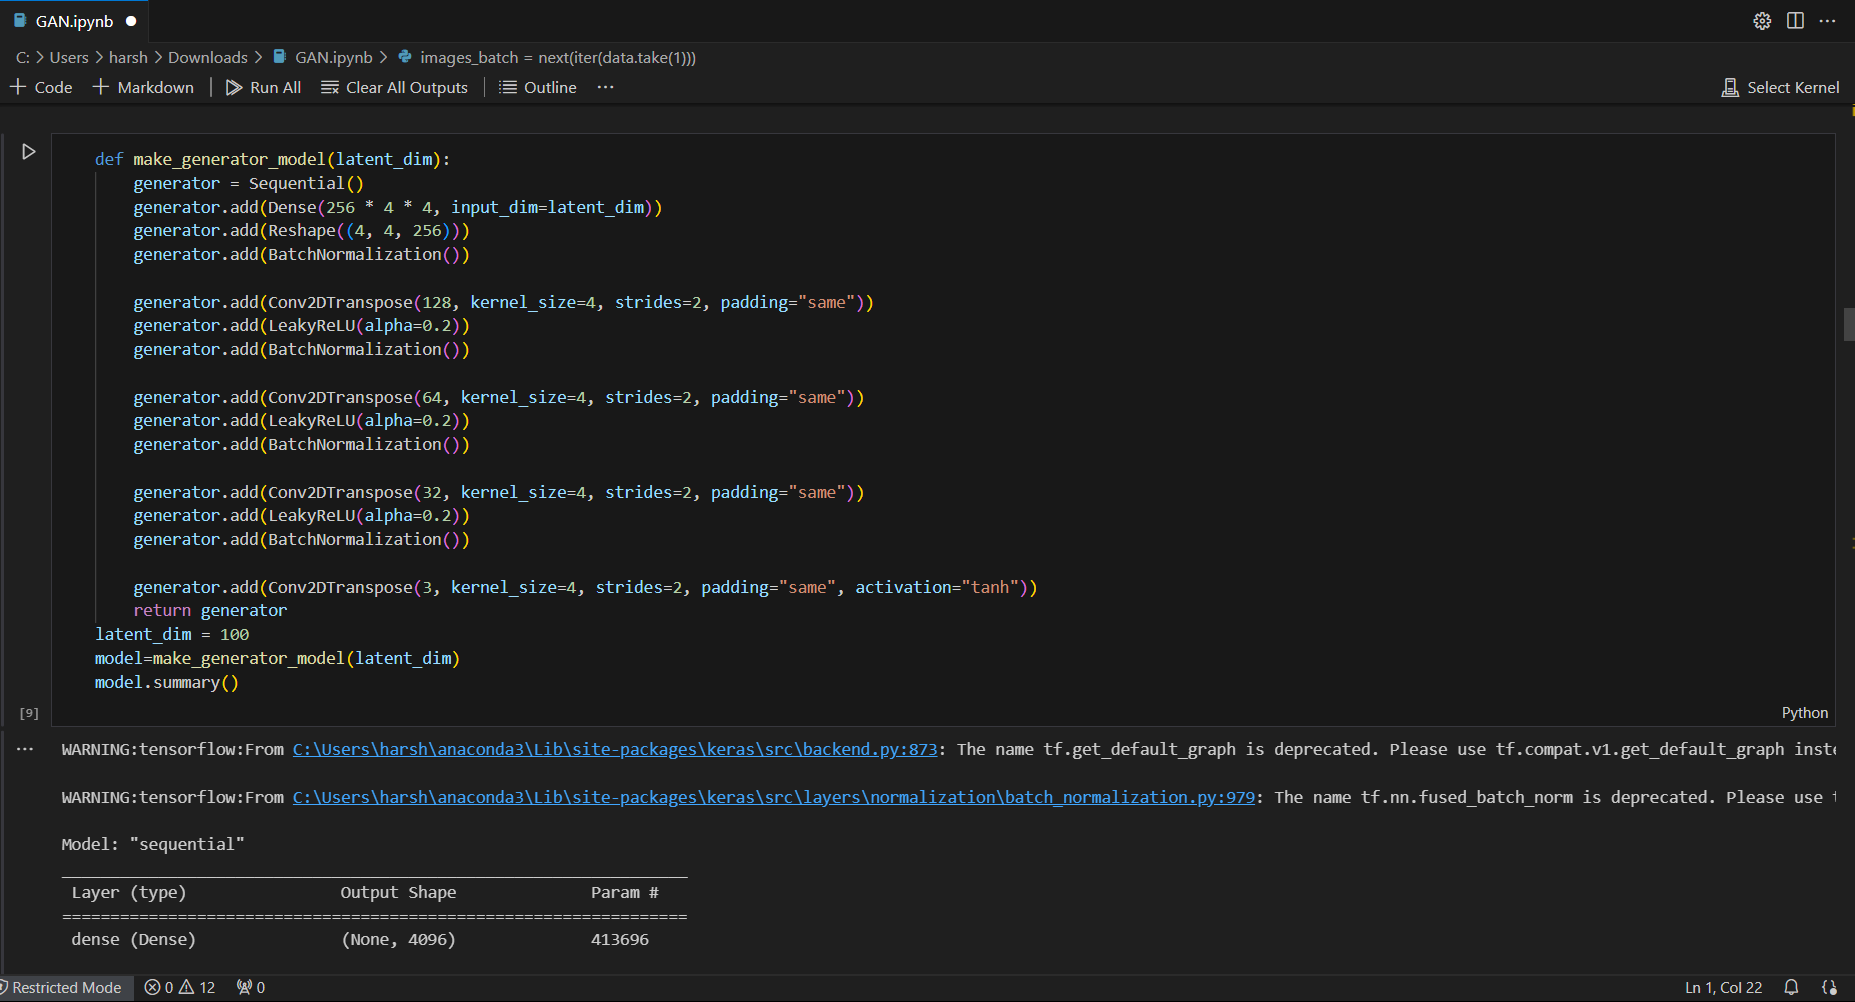 GAN.ipynb
C: > Users > harsh > Downloads > GAN.ipynb > images_batch = next(iter(data.take(1)))
+ Code + Markdown | Run All Clear All Outputs | Outline ...
Select Kernel
def make_generator_model(latent_dim):
    generator = Sequential()
    generator.add(Dense(256 * 4 * 4, input_dim=latent_dim))
    generator.add(Reshape((4, 4, 256)))
    generator.add(BatchNormalization())
    generator.add(Conv2DTranspose(128, kernel_size=4, strides=2, padding="same"))
    generator.add(LeakyReLU(alpha=0.2))
    generator.add(BatchNormalization())
    generator.add(Conv2DTranspose(64, kernel_size=4, strides=2, padding="same"))
    generator.add(LeakyReLU(alpha=0.2))
    generator.add(BatchNormalization())
    generator.add(Conv2DTranspose(32, kernel_size=4, strides=2, padding="same"))
    generator.add(LeakyReLU(alpha=0.2))
    generator.add(BatchNormalization())
    generator.add(Conv2DTranspose(3, kernel_size=4, strides=2, padding="same", activation="tanh"))
    return generator
latent_dim = 100
model=make_generator_model(latent_dim)
model.summary()
[9]
Python
... WARNING:tensorflow:From C:\Users\harsh\anaconda3\Lib\site-packages\keras\src\backend.py:873: The name tf.get_default_graph is deprecated. Please use tf.compat.v1.get_default_graph
WARNING:tensorflow:From C:\Users\harsh\anaconda3\Lib\site-packages\keras\src\layers\normalization\batch_normalization.py:979: The name tf.nn.fused_batch_norm is deprecated. Please use
Model: "sequential"
_________________________________________________________________
Layer (type) Output Shape Param #
=================================================================
dense (Dense) (None, 4096) 413696
Restricted Mode 0 12 0
Ln 1, Col 22